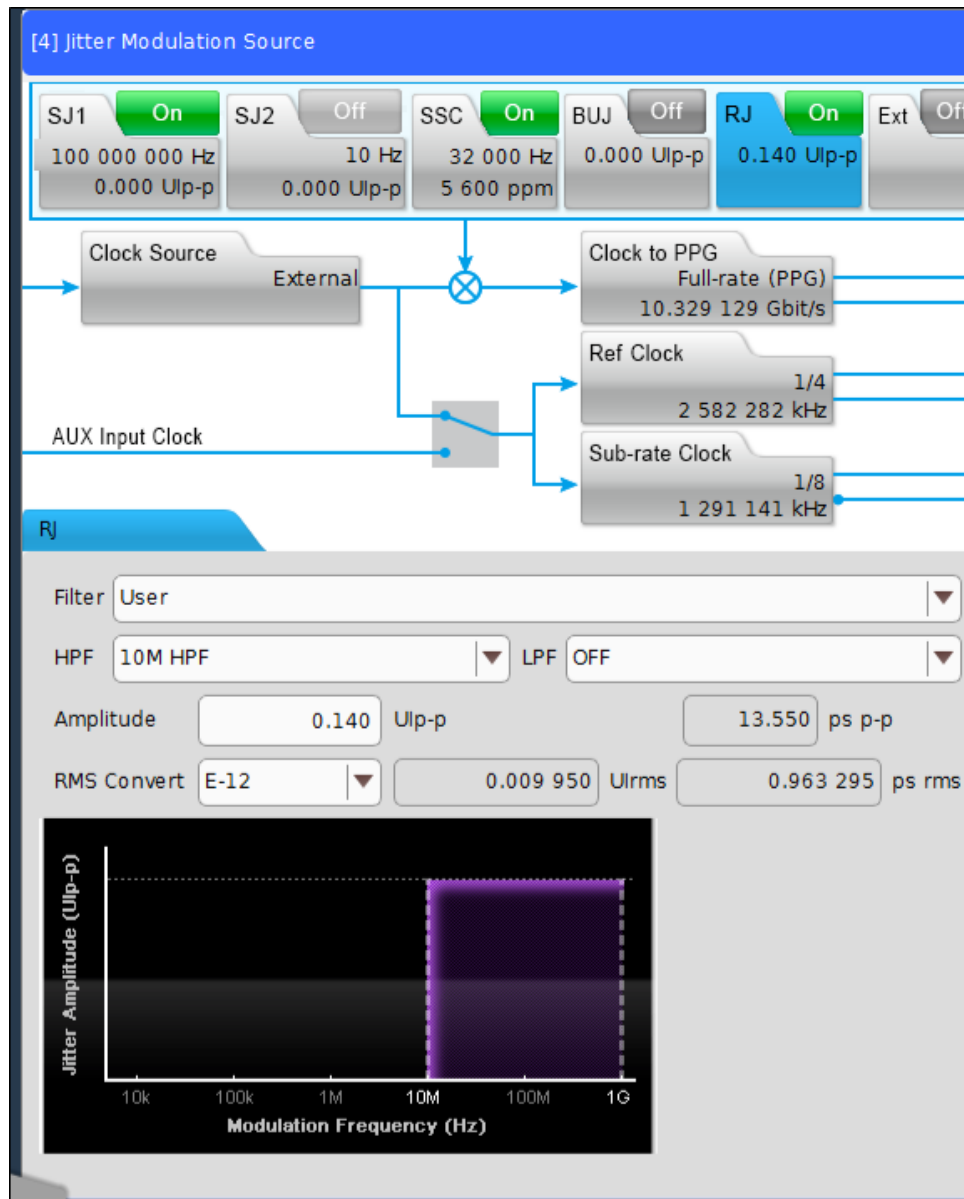 [4] Jitter Modulation Source
SJ1 On SJ2 Off SSC On BUJ Off RJ On Ext Off
100 000 000 Hz 10 Hz 32 000 Hz 0.000 UIp-p 0.140 UIp-p
0.000 UIp-p 0.000 UIp-p 5 600 ppm
Clock Source
External
Clock to PPG
Full-rate (PPG)
10.329 129 Gbit/s
Ref Clock
1/4
2 582 282 kHz
AUX Input Clock
Sub-rate Clock
1/8
1 291 141 kHz
RJ
Filter User
HPF 10M HPF LPF OFF
Amplitude 0.140 UIp-p 13.550 ps p-p
RMS Convert E-12 0.009 950 UIrms 0.963 295 ps rms
Jitter Amplitude (UIp-p)
10k 100k 1M 10M 100M 1G
Modulation Frequency (Hz)